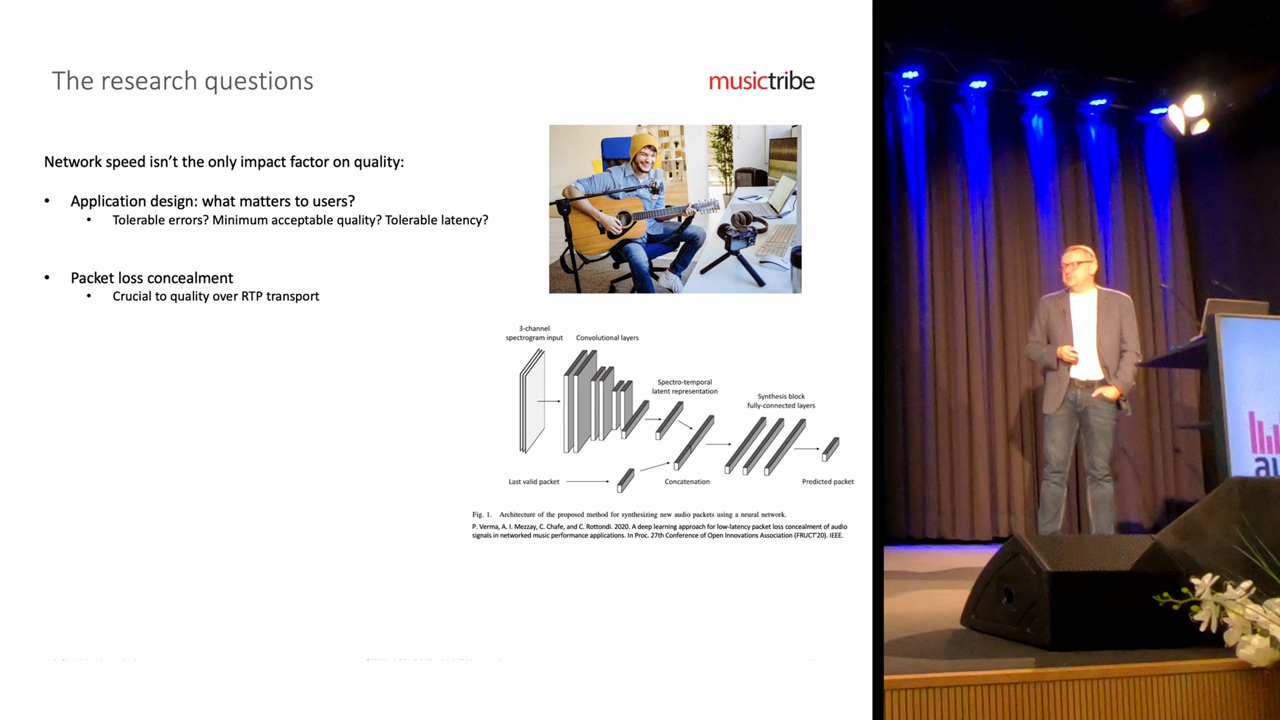 The research questions
musictribe
Network speed isn't the only impact factor on quality:
• Application design: what matters to users?
• Tolerable errors? Minimum acceptable quality? Tolerable latency?
• Packet loss concealment
• Crucial to quality over RTP transport
3-channel
spectrogram input
Convolutional layers
Spectro-temporal
latent representation
Synthesis block
fully-connected layers
Last valid packet
Concatenation
Predicted packet
Fig. 1. Architecture of the proposed method for synthesizing new audio packets using a neural network.
P. Verma, A. I. Mezzay, C. Chafe, and C. Rottondi. 2020. A deep learning approach for low-latency packet loss concealment of audio
signals in networked music performance applications. In Proc. 27th Conference of Open Innovations Association (FRUCT'20). IEEE.